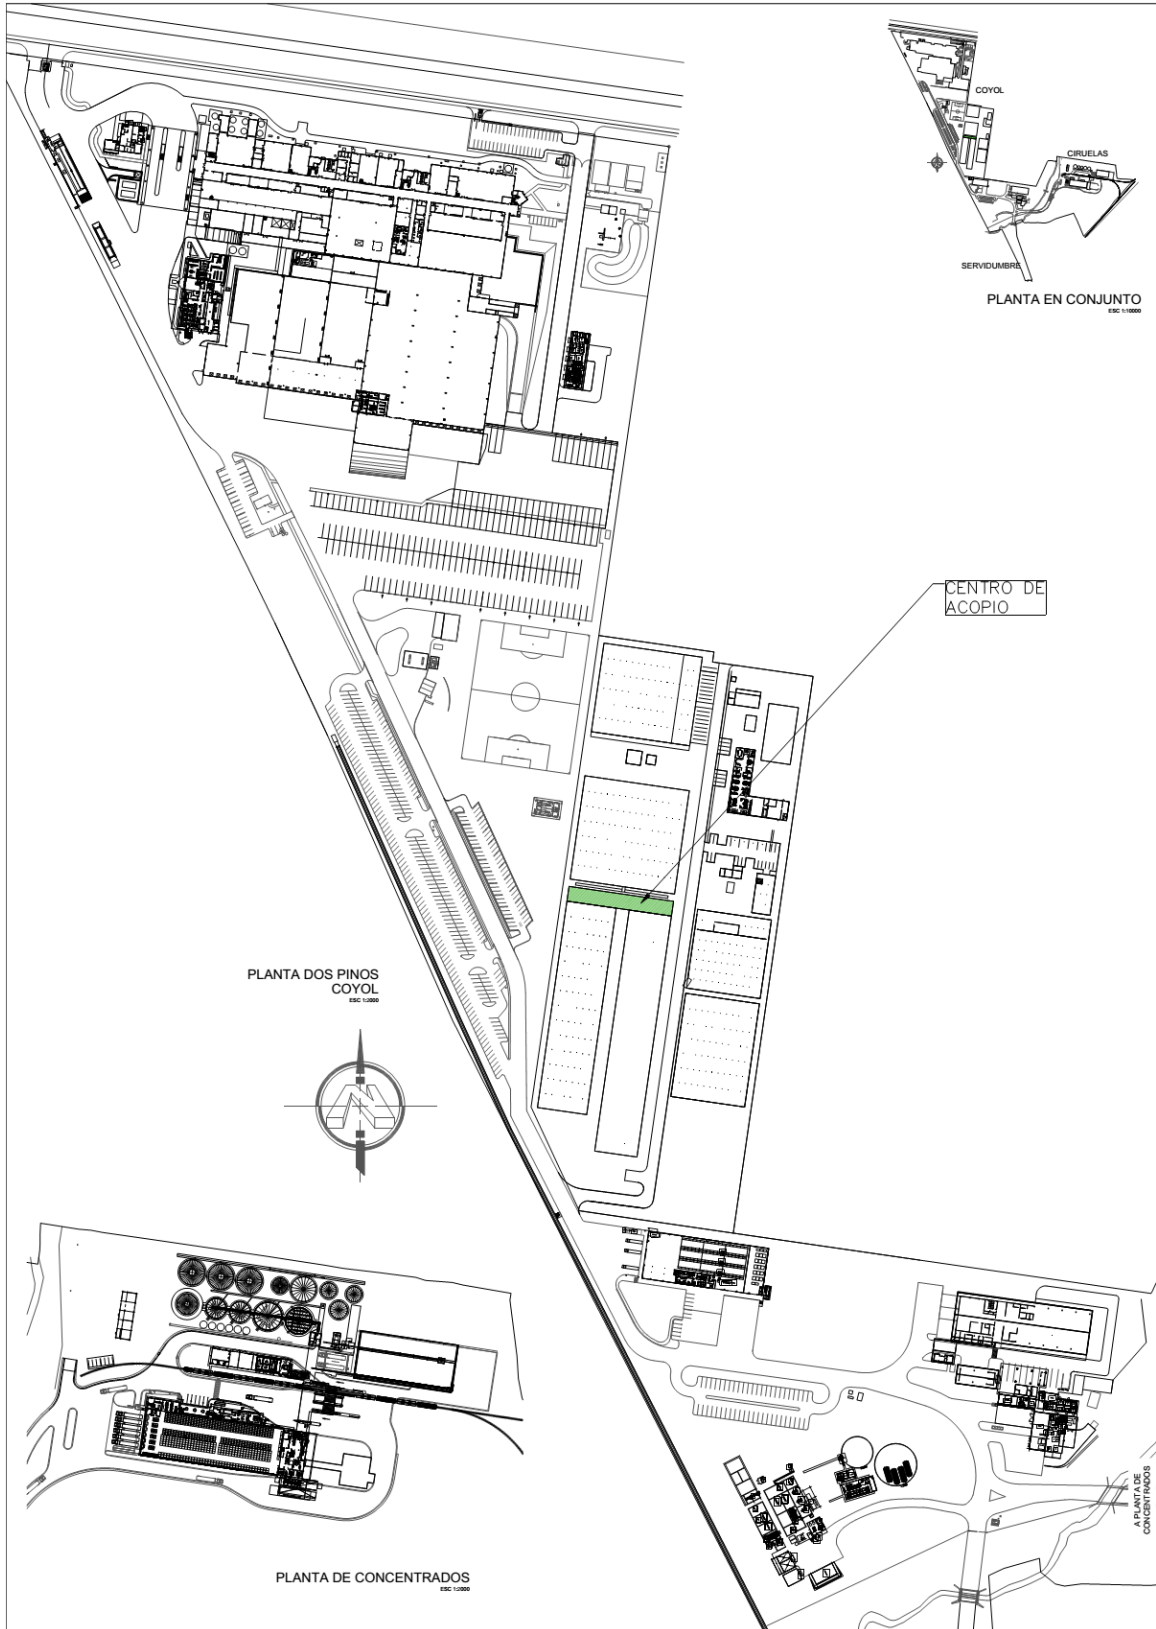 COYOL
CIRUELAS
SERVIDUMBRE
PLANTA EN CONJUNTO
ESC 1:10000
CENTRO DE
ACOPIO
PLANTA DOS PINOS
COYOL
ESC 1:2000
PLANTA DE CONCENTRADOS
ESC 1:2000
A PLANTA DE
CONCENTRADOS